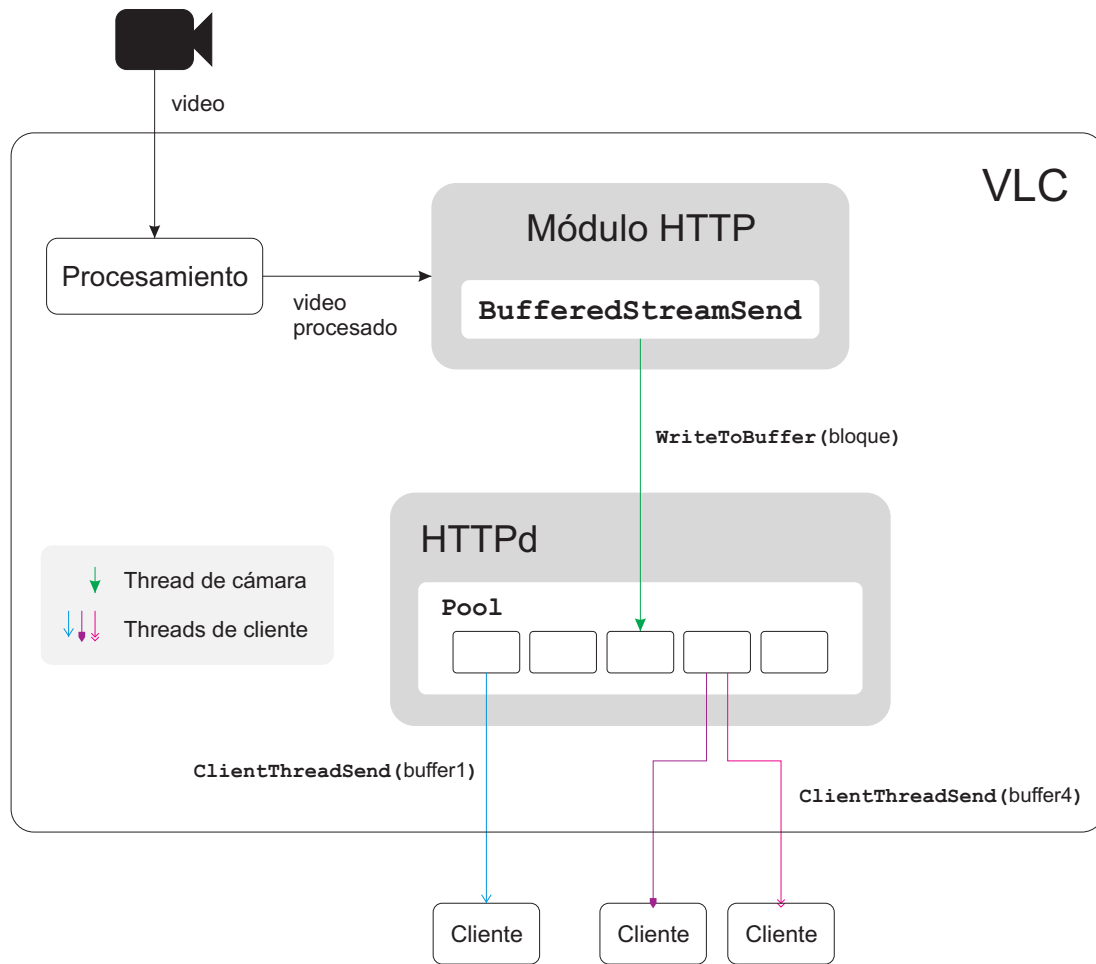 video
VLC
Módulo HTTP
Procesamiento
BufferedStreamSend
video
procesado
WriteToBuffer(bloque)
HTTPd
Thread de cámara
Pool
Threads de cliente
ClientThreadSend(buffer1)
ClientThreadSend(buffer4)
Cliente
Cliente
Cliente